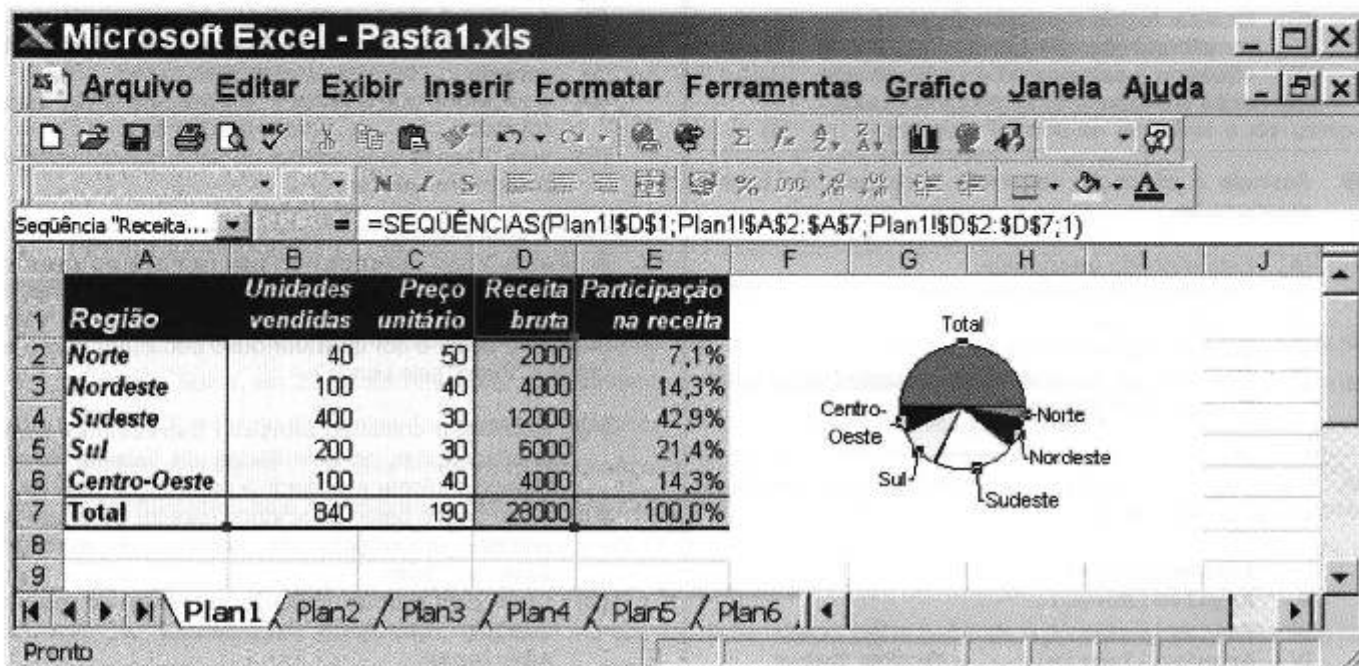 Microsoft Excel - Pasta1.xls
Arquivo Editar Exibir Inserir Formatar Ferramentas Gráfico Janela Ajuda
N I S % 000
Seqüência "Receita... = =SEQÜÊNCIAS(Plan1!$D$1;Plan1!$A$2:$A$7;Plan1!$D$2:$D$7;1)
A B C D E F G H I J
Unidades Preço Receita Participação
1 Região vendidas unitário bruta na receita
2 Norte 40 50 2000 7,1%
3 Nordeste 100 40 4000 14,3%
4 Sudeste 400 30 12000 42,9%
5 Sul 200 30 6000 21,4%
6 Centro-Oeste 100 40 4000 14,3%
7 Total 840 190 28000 100,0%
8
9
Total
Norte
Nordeste
Sudeste
Sul
Centro-
Oeste
Plan1 Plan2 Plan3 Plan4 Plan5 Plan6
Pronto